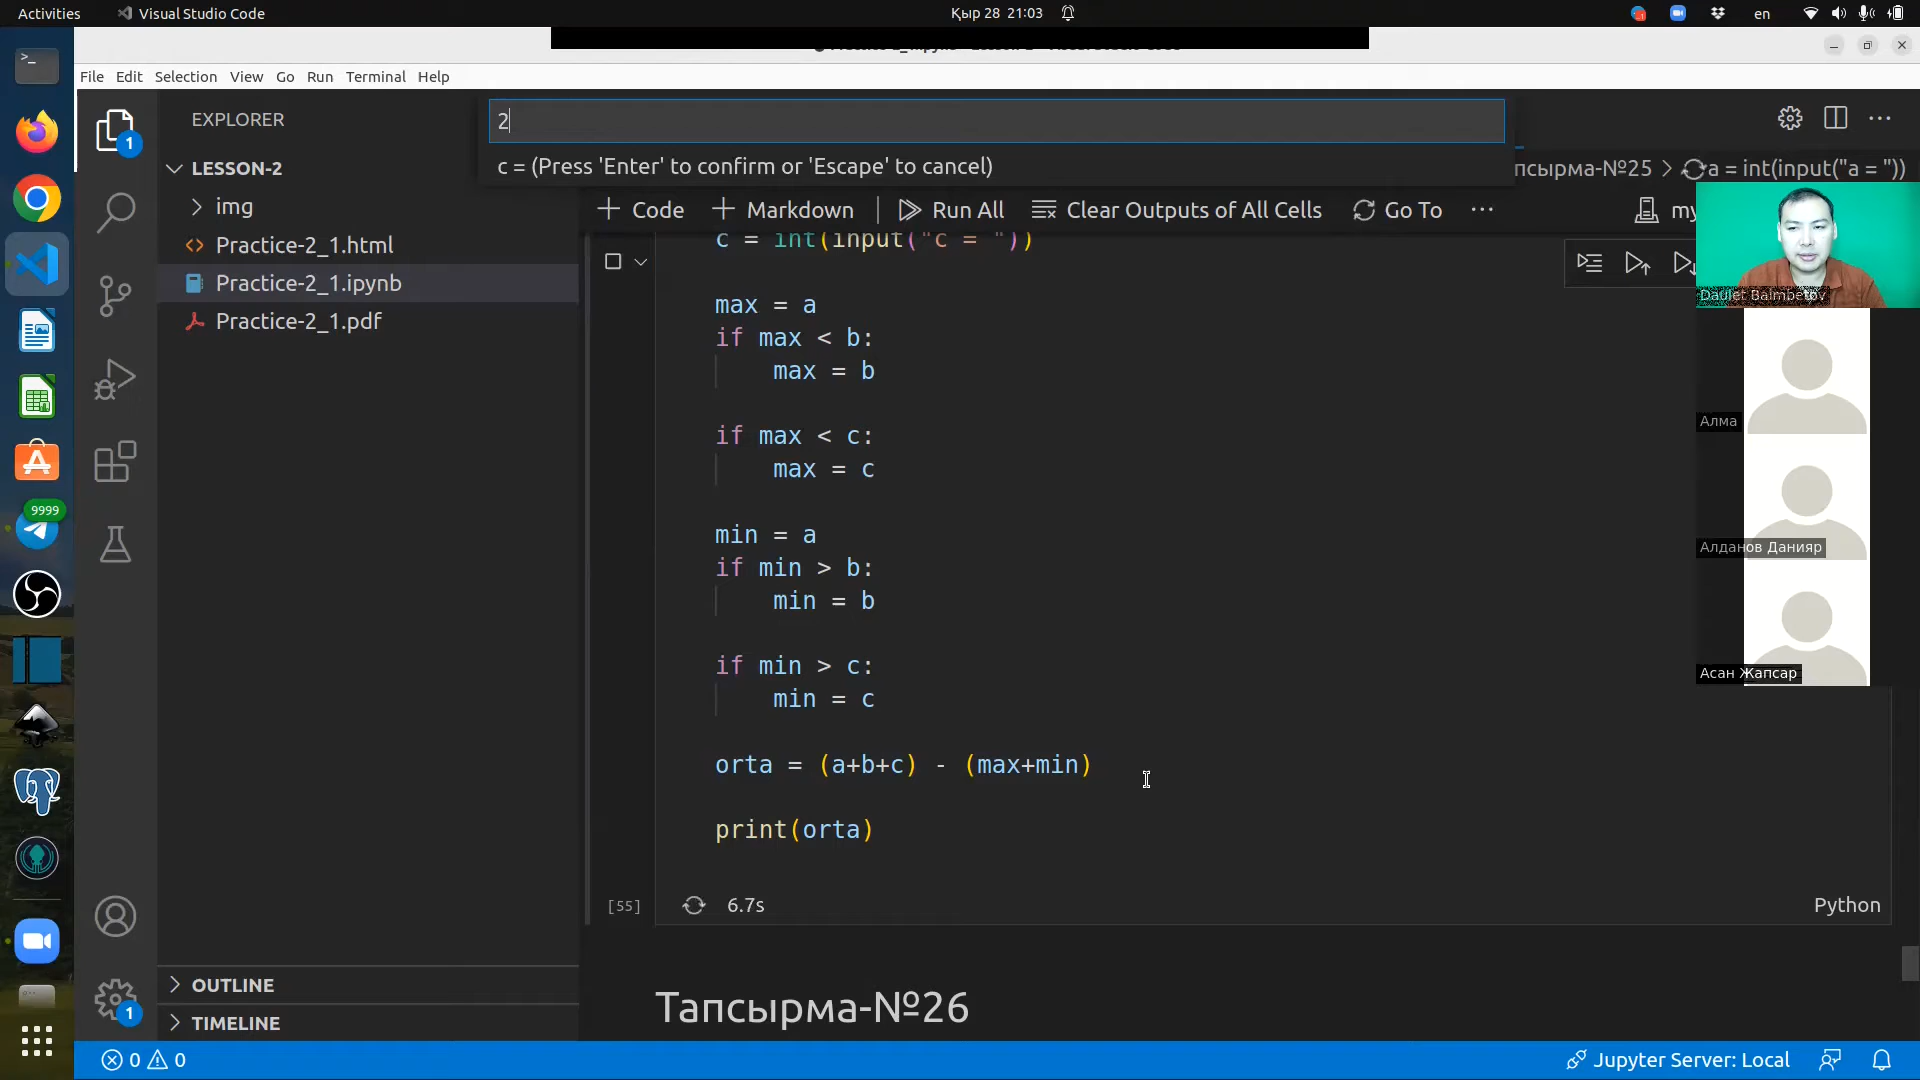 Activities
Visual Studio Code
Қыр 28 21:03
en
File Edit Selection View Go Run Terminal Help
EXPLORER
2
c = (Press 'Enter' to confirm or 'Escape' to cancel)
псырма-№25 > a = int(input("a = "))
LESSON-2
img
Practice-2_1.html
Practice-2_1.ipynb
Practice-2_1.pdf
Code
Markdown
Run All
Clear Outputs of All Cells
Go To
my
c = int(input("c = "))
max = a
if max < b:
max = b
if max < c:
max = c
min = a
if min > b:
min = b
if min > c:
min = c
orta = (a+b+c) - (max+min)
print(orta)
[55]
6.7s
Python
Тапсырма-№26
Daulet Baimbetov
Алма
Алданов Данияр
Асан Жапсар
9999
1
1
OUTLINE
TIMELINE
0 0
Jupyter Server: Local